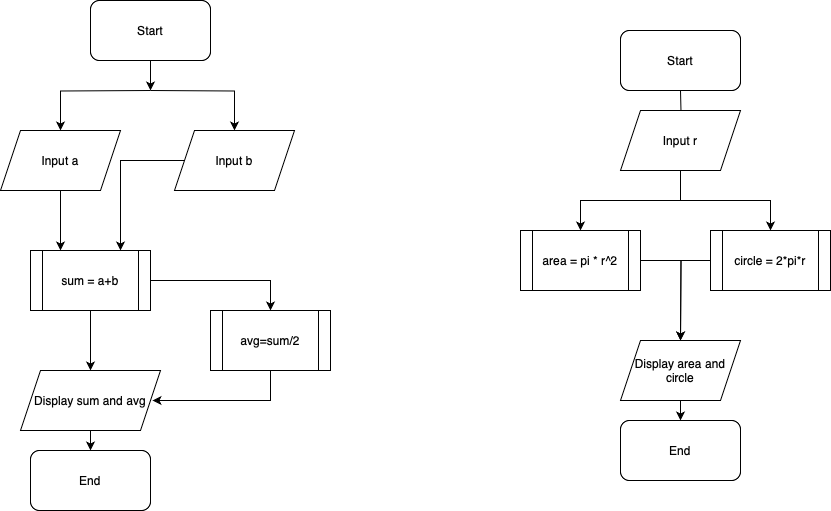 Start
Input a
Input b
sum = a+b
avg=sum/2
Display sum and avg
End
Start
Input r
area = pi * r^2
circle = 2*pi*r
Display area and
circle
End